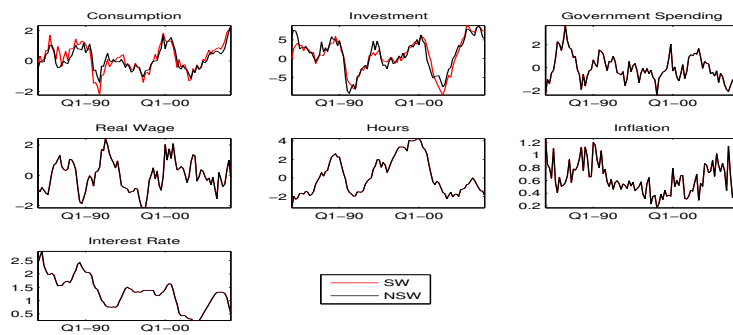 Consumption
Investment
Government Spending
2
0
−2
Q1−90
Q1−00
5
0
−5
Q1−90
Q1−00
2
0
−2
Q1−90
Q1−00
Real Wage
Hours
Inflation
2
0
−2
Q1−90
Q1−00
4
2
0
−2
Q1−90
Q1−00
1.2
1
0.8
0.6
0.4
0.2
Q1−90
Q1−00
Interest Rate
2.5
2
1.5
1
0.5
Q1−90
Q1−00
SW
NSW